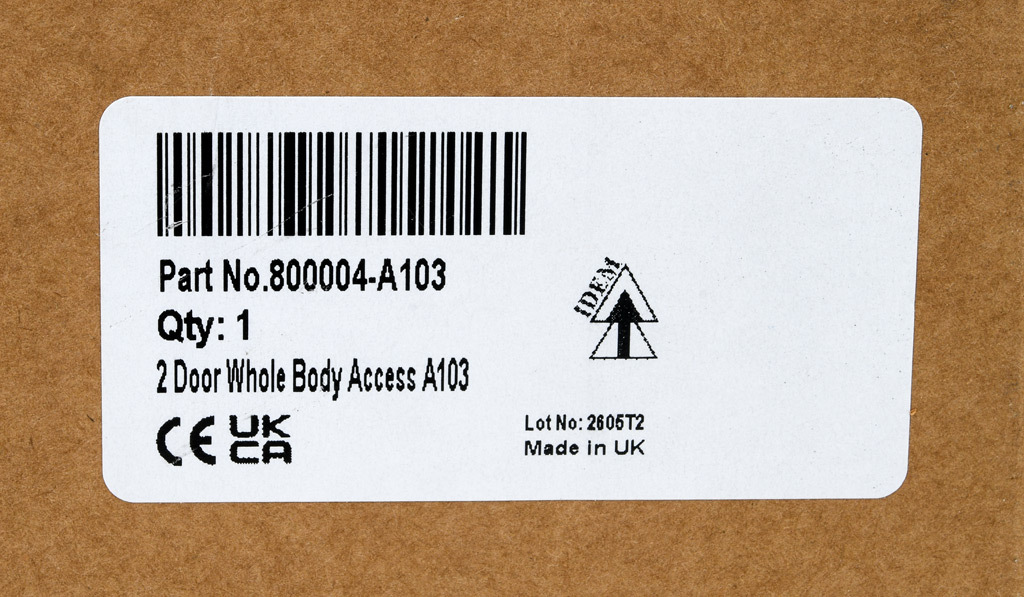 Part No.800004-A103
Qty: 1
2 Door Whole Body Access A103
CE UK
CA
IDEM
Lot No: 2605T2
Made in UK